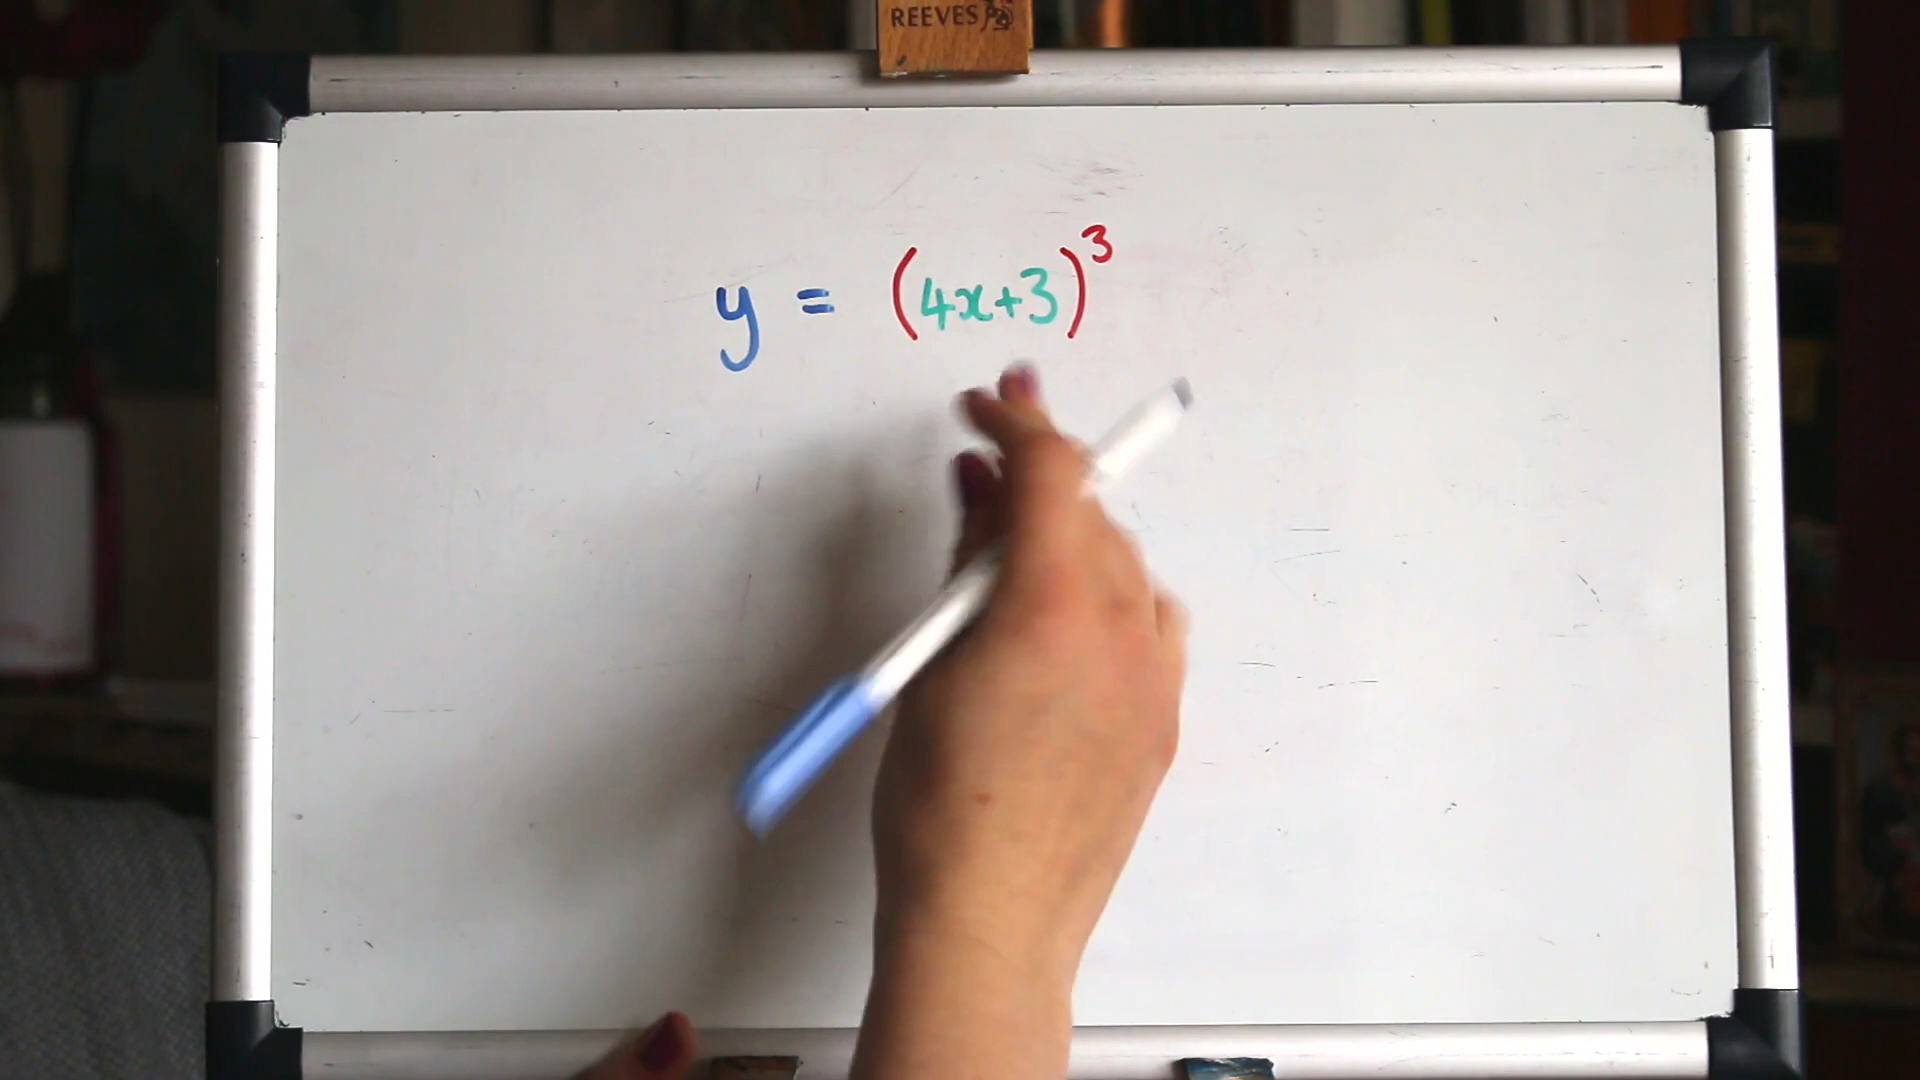 REEVES
y = (4x+3)³